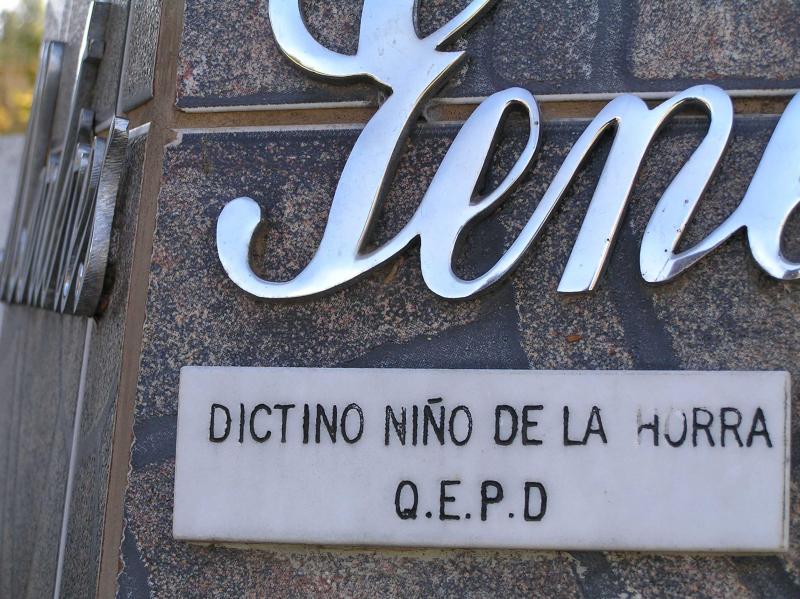 DICTINO NIÑO DE LA HORRA
Q.E.P.D